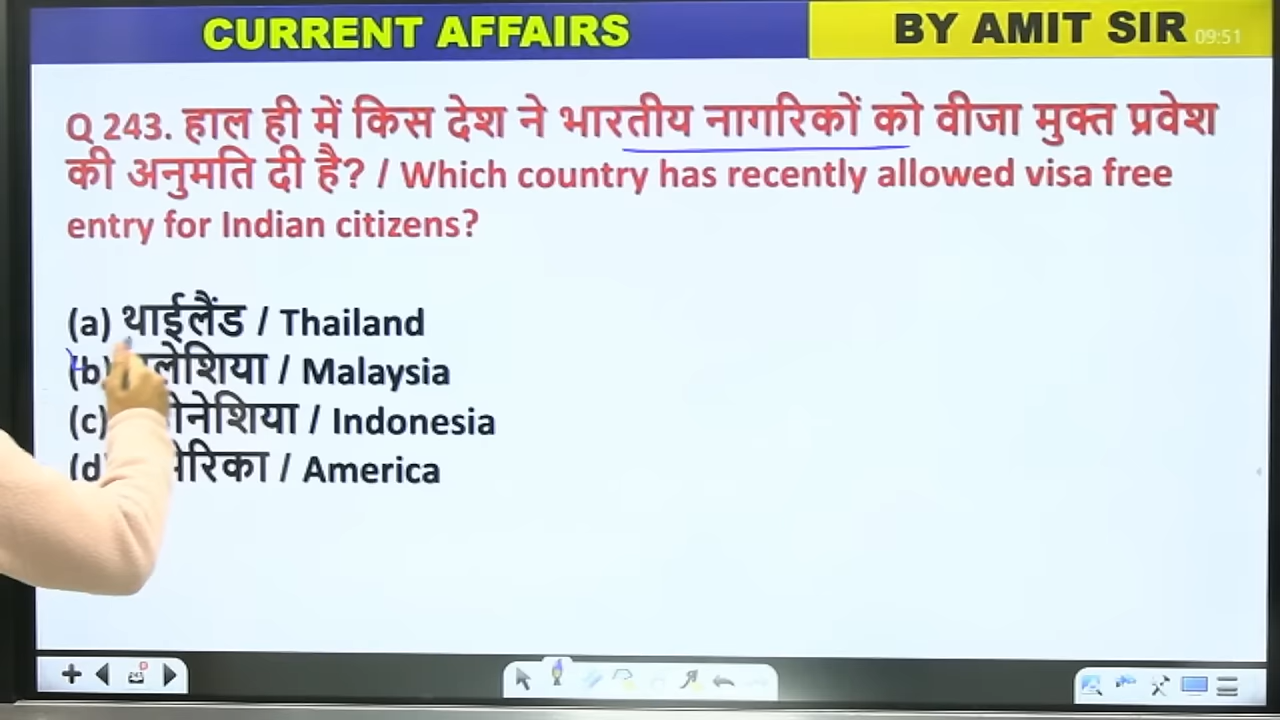 CURRENT AFFAIRS
BY AMIT SIR 09:51
Q 243. हाल ही में किस देश ने भारतीय नागरिकों को वीजा मुक्त प्रवेश
की अनुमति दी है? / Which country has recently allowed visa free
entry for Indian citizens?
(a) थाईलैंड / Thailand
(b) / Malaysia
(c) / Indonesia
(d / America
243